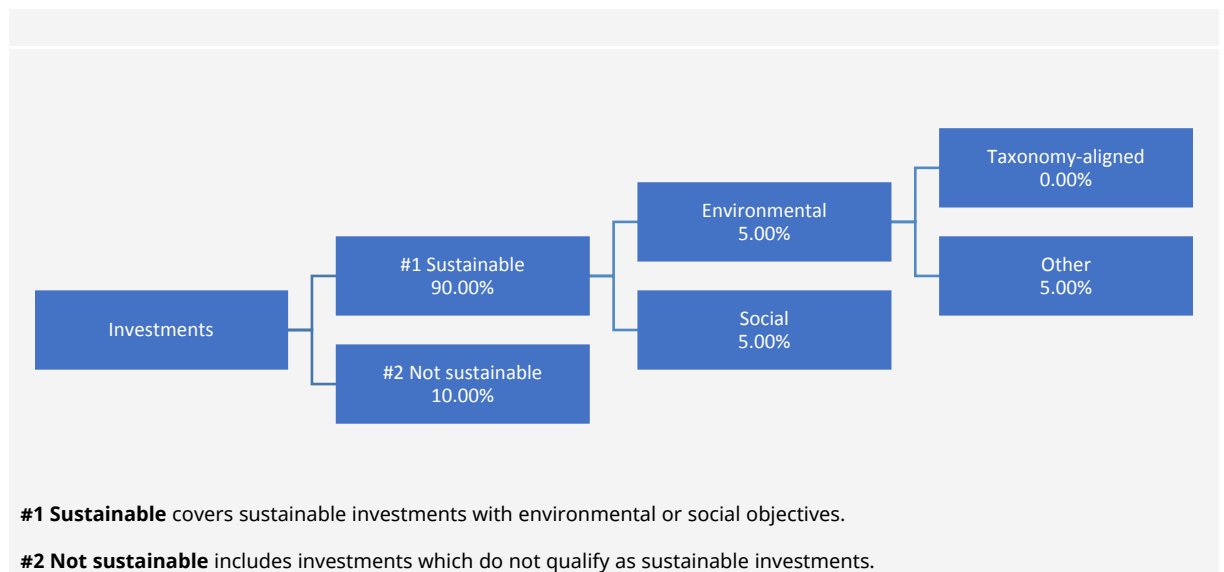 Investments
#1 Sustainable
90.00%
#2 Not sustainable
10.00%
Environmental
5.00%
Social
5.00%
Taxonomy-aligned
0.00%
Other
5.00%
#1 Sustainable covers sustainable investments with environmental or social objectives.
#2 Not sustainable includes investments which do not qualify as sustainable investments.